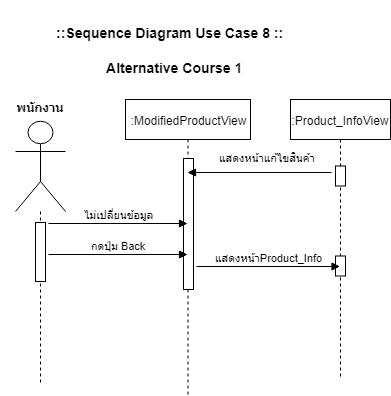 ::Sequence Diagram Use Case 8 ::
Alternative Course 1
พนักงาน
:ModifiedProductView
:Product_InfoView
แสดงหน้าแก้ไขสินค้า
ไม่เปลี่ยนข้อมูล
กดปุ่ม Back
แสดงหน้าProduct_Info